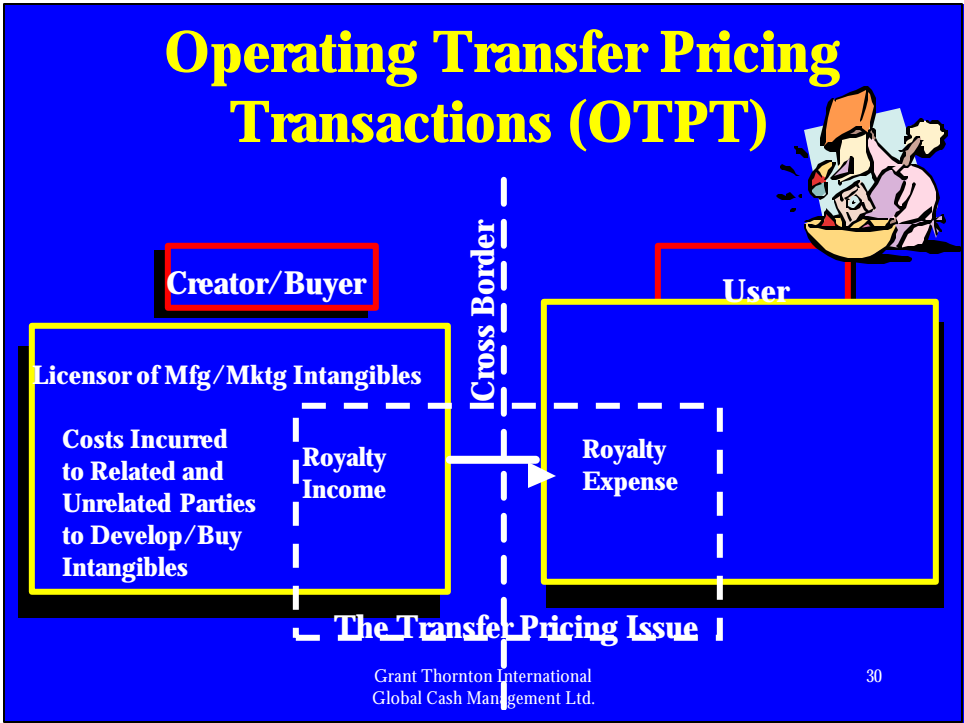 Operating Transfer Pricing
Transactions (OTPT)
Cross Border
Creator/Buyer
User
Licensor of Mfg/Mktg Intangibles
Costs Incurred
to Related and
Unrelated Parties
to Develop/Buy
Intangibles
Royalty
Income
Royalty
Expense
The Transfer Pricing Issue
Grant Thornton International
Global Cash Management Ltd.
30